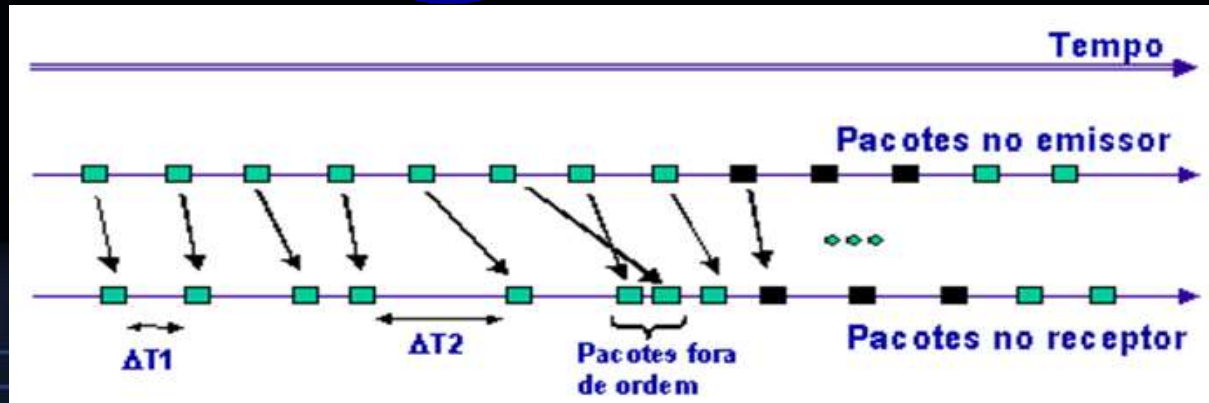 Tempo
Pacotes no emissor
ΔT1
ΔT2
Pacotes fora
de ordem
Pacotes no receptor